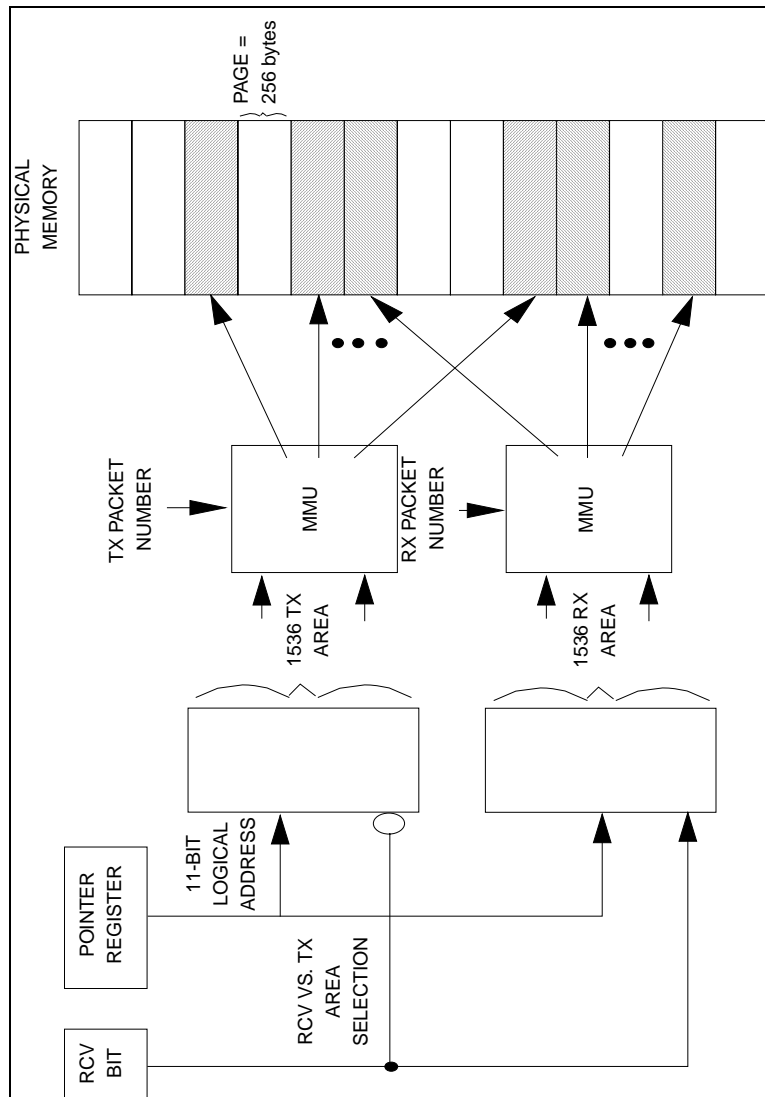 PHYSICAL
MEMORY
PAGE =
256 bytes
TX PACKET
NUMBER
MMU
RX PACKET
NUMBER
MMU
1536 TX
AREA
1536 RX
AREA
11-BIT
LOGICAL
ADDRESS
POINTER
REGISTER
RCV VS. TX
AREA
SELECTION
RCV
BIT